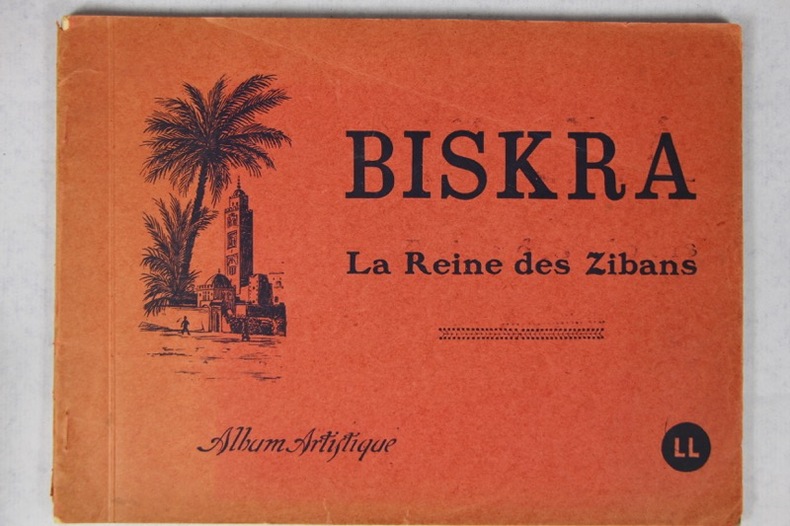 BISKRA
La Reine des Zibans
Album Artistique
LL